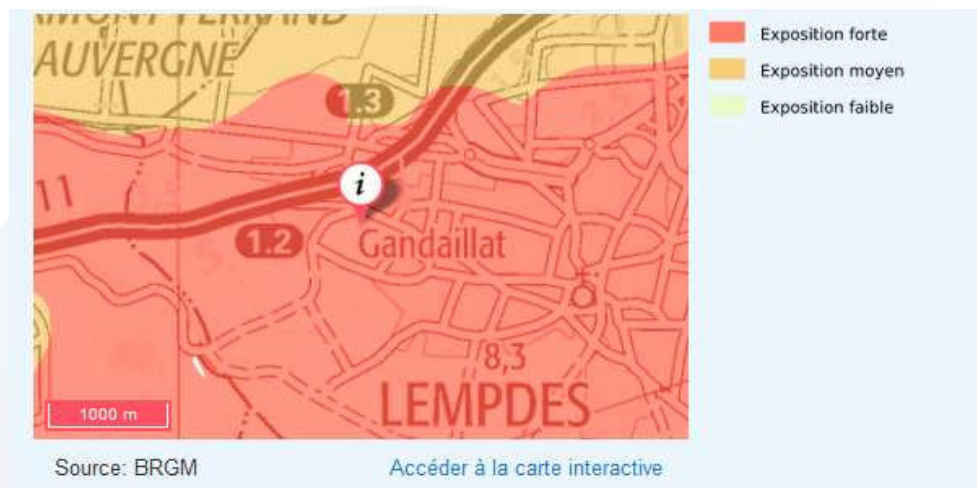 AUVERGNE
1.3
11
i
1.2
Gandaillat
8,3
LEMPDES
1000 m
Exposition forte
Exposition moyen
Exposition faible
Source: BRGM
Accéder à la carte interactive